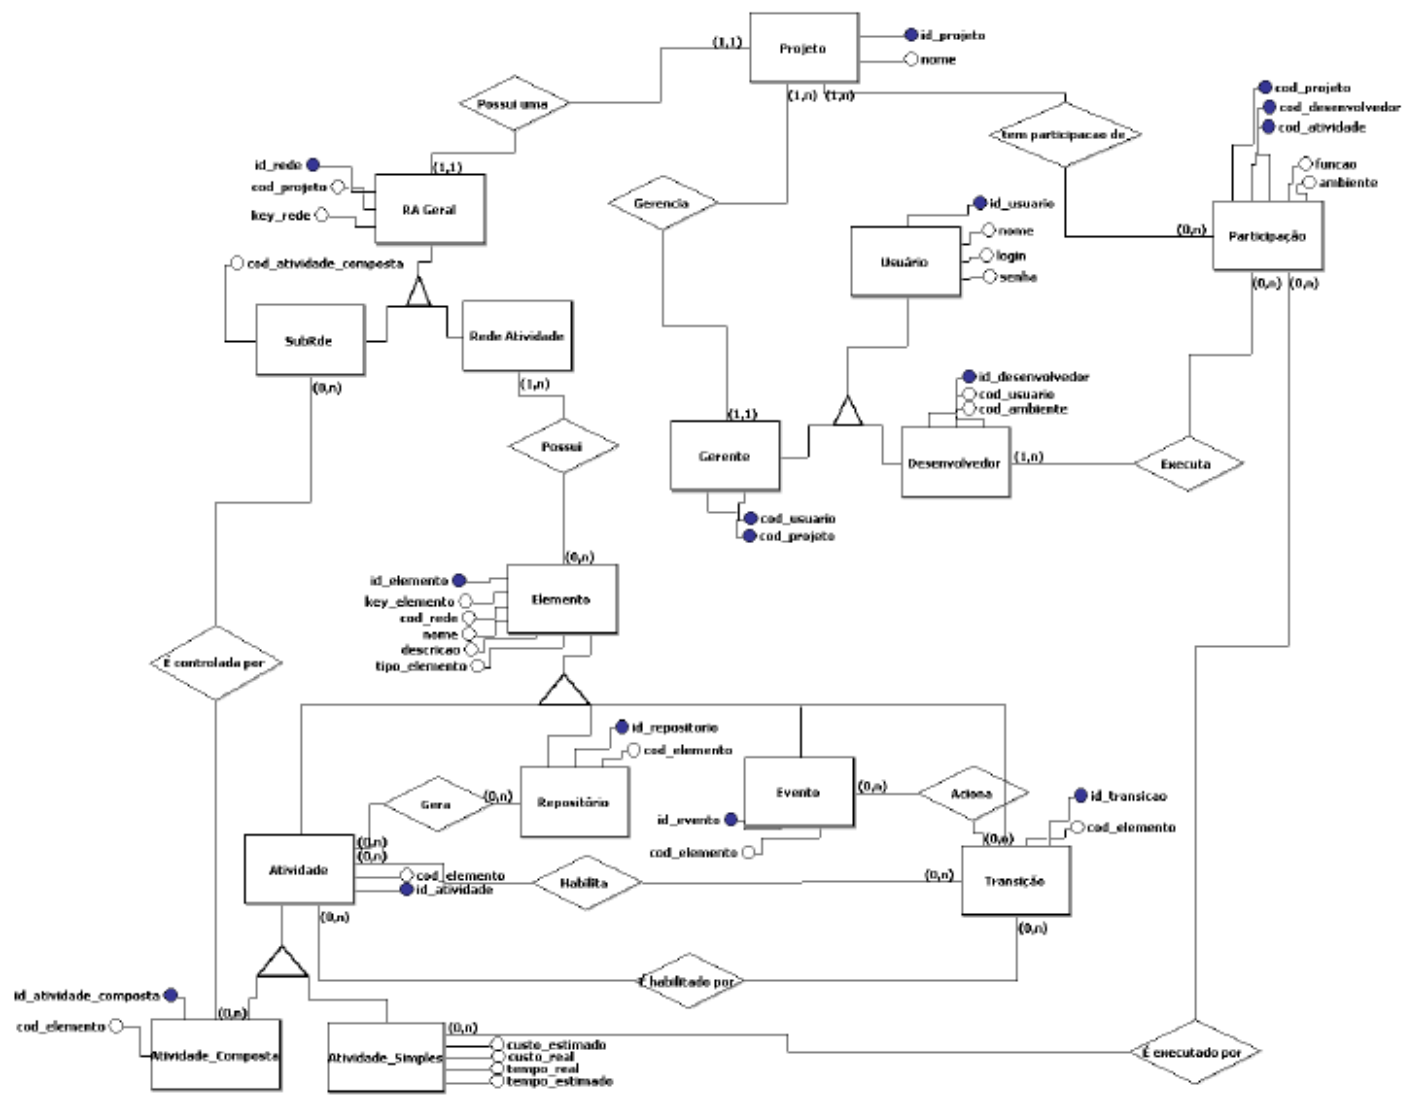 Projeto
id_projeto
nome
(1,1)
(1,n)
(1,n)
Possui uma
(1,1)
id_rede
cod_projeto
key_rede
RA Geral
cod_atividade_composta
SubRde
(0,n)
Rede Atividade
(1,n)
Possui
(0,n)
Gerencia
tem participacao de
cod_projeto
cod_desenvolvedor
cod_atividade
funcao
ambiente
(0,n)
Participação
(0,n)
(0,n)
id_usuario
nome
login
senha
Usuário
id_desenvolvedor
cod_usuario
cod_ambiente
Desenvolvedor
(1,n)
Executa
(1,1)
Gerente
cod_usuario
cod_projeto
id_elemento
key_elemento
cod_rede
nome
descricao
tipo_elemento
Elemento
É controlada por
id_repositorio
cod_elemento
Repositório
Gera
(0,n)
(0,n)
(0,n)
Evento
id_evento
cod_elemento
(0,n)
Aciona
(0,n)
id_transicao
cod_elemento
Transição
(0,n)
(0,n)
Atividade
cod_elemento
id_atividade
(0,n)
Habilita
É habilitado por
id_atividade_composta
cod_elemento
(0,n)
Atividade_Composta
Atividade_Simples
(0,n)
custo_estimado
custo_real
tempo_real
tempo_estimado
É executado por